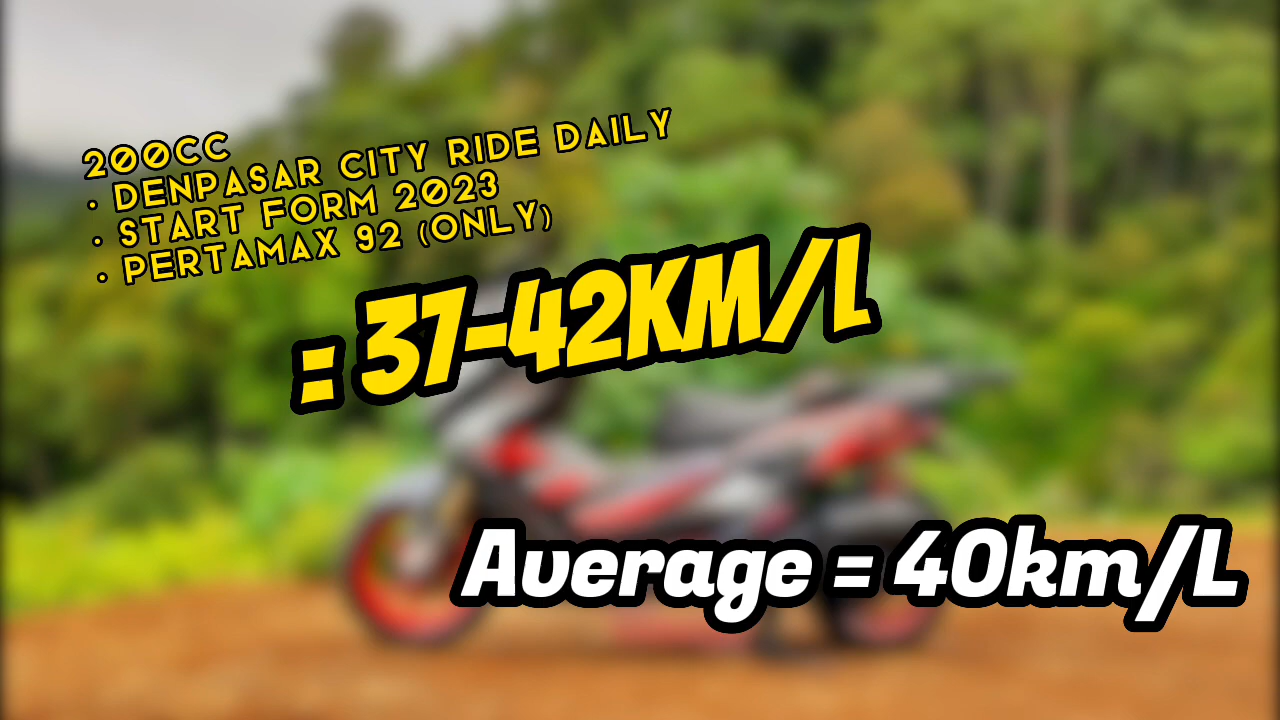 200CC
• DENPASAR CITY RIDE DAILY
• START FORM 2023
• PERTAMAX 92 (ONLY)
= 37-42KM/L
Average = 40km/L